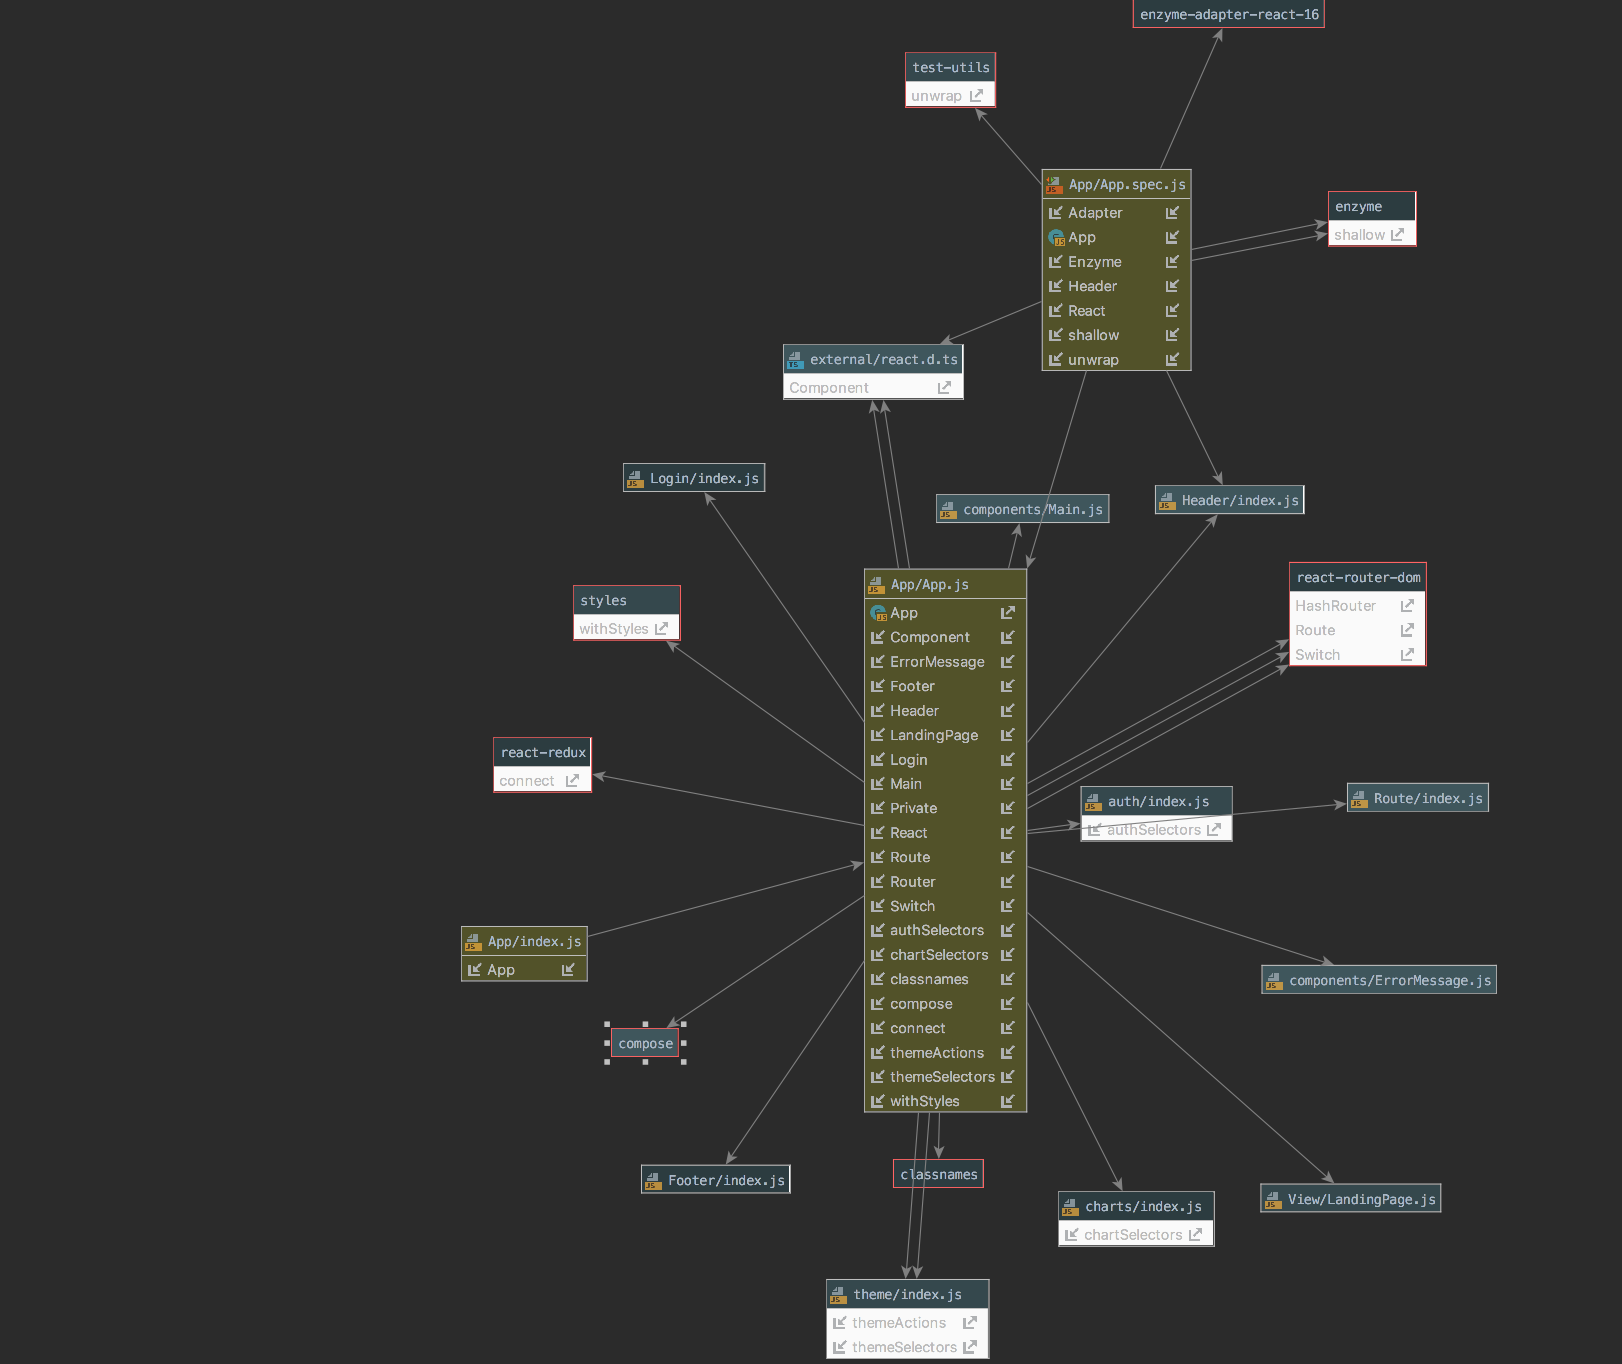 enzyme-adapter-react-16
test-utils
unwrap
App/App.spec.js
Adapter
App
Enzyme
Header
React
shallow
unwrap
enzyme
shallow
external/react.d.ts
Component
Login/index.js
components/Main.js
Header/index.js
styles
withStyles
react-router-dom
HashRouter
Route
Switch
App/App.js
App
Component
ErrorMessage
Footer
Header
LandingPage
Login
Main
Private
React
Route
Router
Switch
authSelectors
chartSelectors
classnames
compose
connect
themeActions
themeSelectors
withStyles
react-redux
connect
auth/index.js
authSelectors
Route/index.js
App/index.js
App
components/ErrorMessage.js
compose
Footer/index.js
classnames
charts/index.js
chartSelectors
View/LandingPage.js
theme/index.js
themeActions
themeSelectors